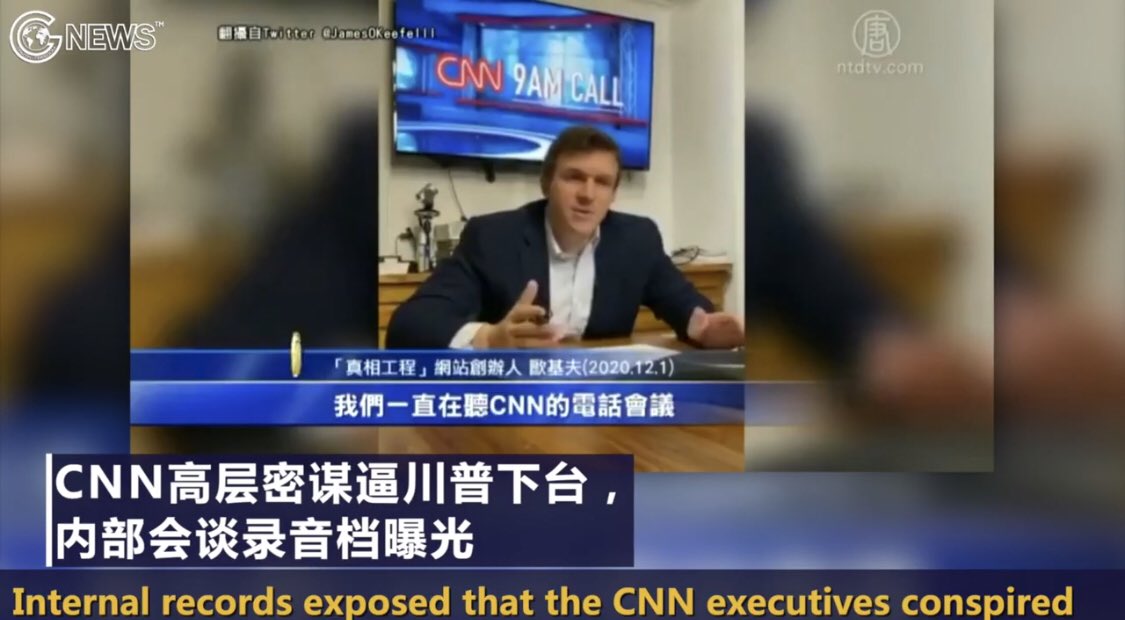 GNEWS™
翻攝自Twitter @JamesOKeefeIII
唐
ntdtv.com
CNN 9AM CALL
「真相工程」網站創辦人 歐基夫(2020.12.1)
我們一直在聽CNN的電話會議
CNN高层密谋逼川普下台，
内部会谈录音档曝光
Internal records exposed that the CNN executives conspired